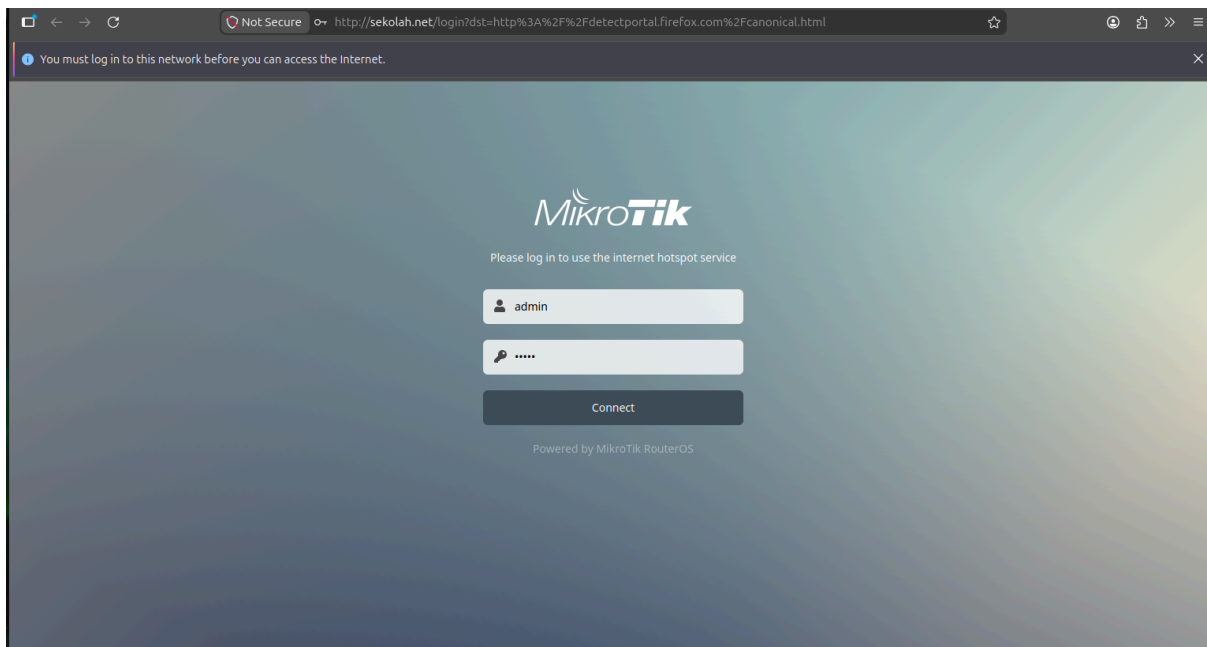 Not Secure http://sekolah.net/login?dst=http%3A%2F%2Fdetectportal.firefox.com%2Fcanonical.html
You must log in to this network before you can access the Internet.
MikroTik
Please log in to use the internet hotspot service
admin
•••••
Connect
Powered by MikroTik RouterOS